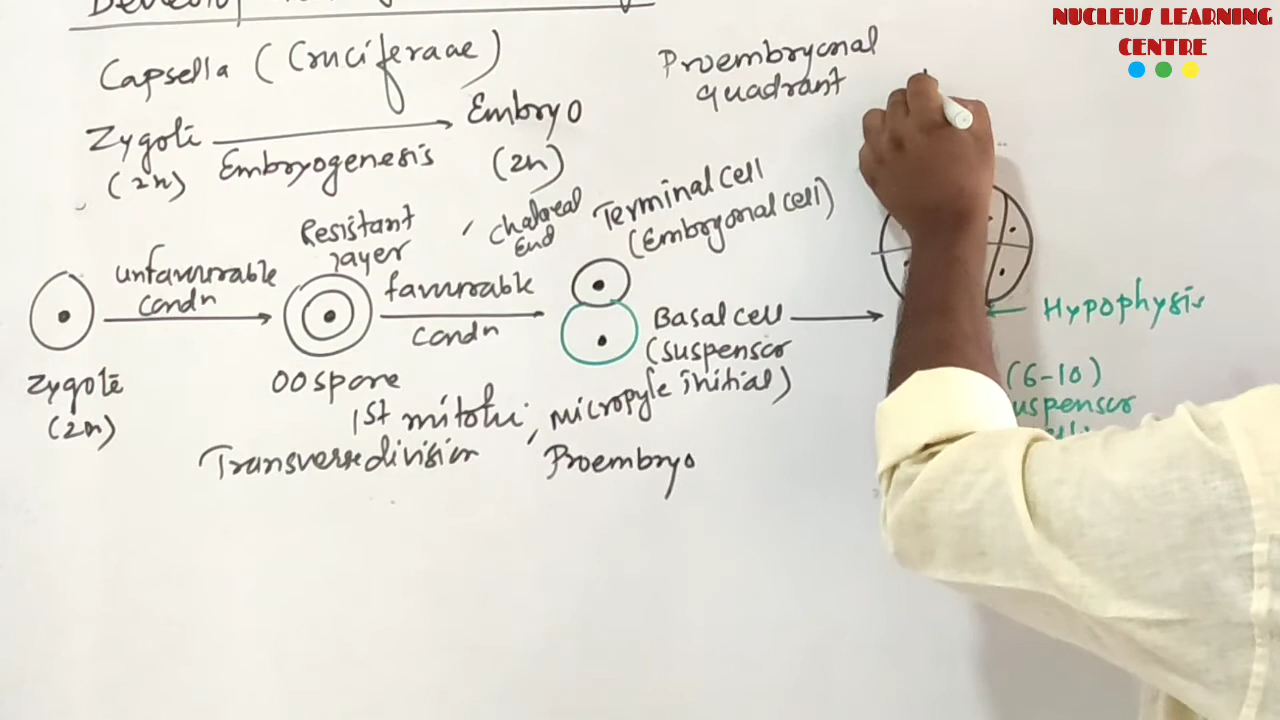 NUCLEUS LEARNING
CENTRE
Capsella (Cruciferae)
Zygote
(2n)
Embryogenesis
Embryo
(2n)
Proembryonal
quadrant
unfavourable
condn
Resistant
layer
favourable
condn
chalazal
End
Terminal cell
(Embryonal cell)
Basal cell
(suspensor
micropyle initial)
Hypophysis
(6-10)
uspensor
Zygote
(2n)
Oospore
1st mitotic
Transverse division
Proembryo